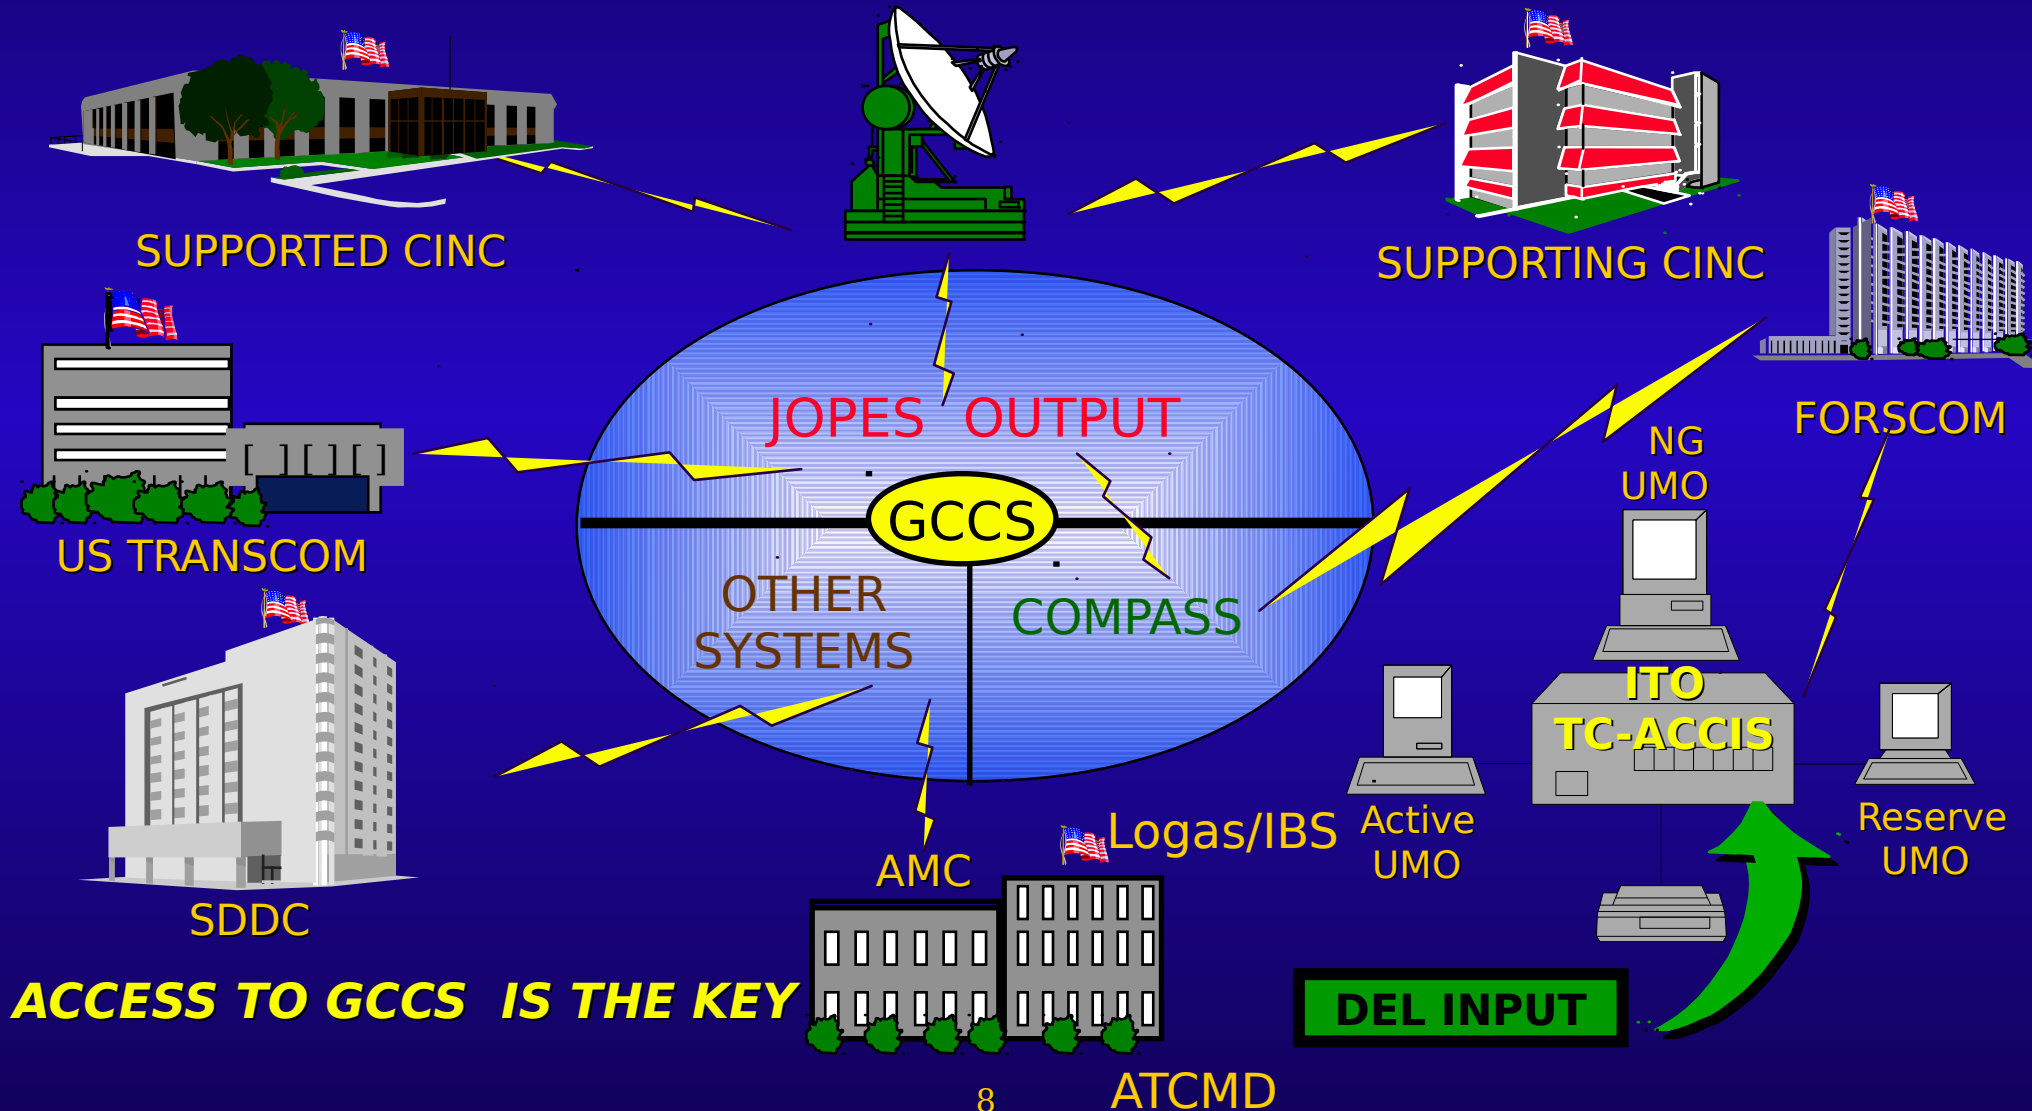 SUPPORTED CINC
SUPPORTING CINC
FORSCOM
JOPES OUTPUT
NG
UMO
GCCS
US TRANSCOM
OTHER
SYSTEMS
COMPASS
ITO
TC-ACCIS
Logas/IBS
Active
UMO
Reserve
UMO
AMC
SDDC
ACCESS TO GCCS IS THE KEY
DEL INPUT
ATCMD
8